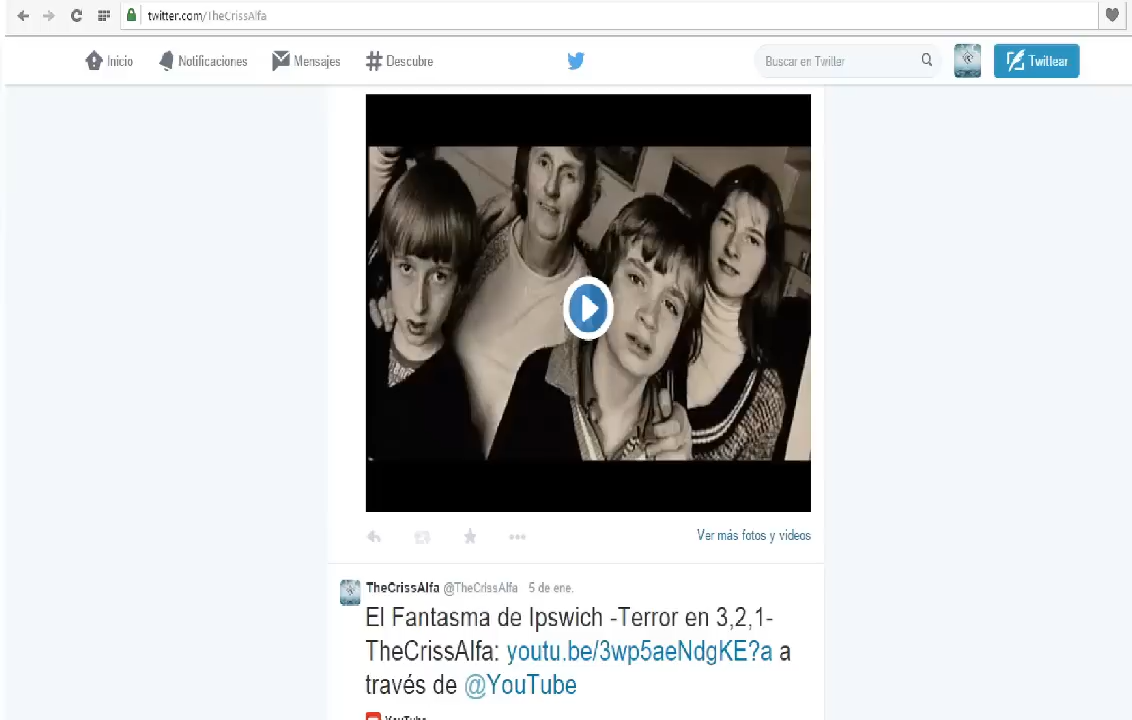 twitter.com/TheCrissAlfa
Inicio Notificaciones Mensajes Descubre Buscar en Twitter Twittear
Ver más fotos y videos
TheCrissAlfa @TheCrissAlfa 5 de ene.
El Fantasma de Ipswich -Terror en 3,2,1-
TheCrissAlfa: youtu.be/3wp5aeNdgKE?a a
través de @YouTube
YouTube